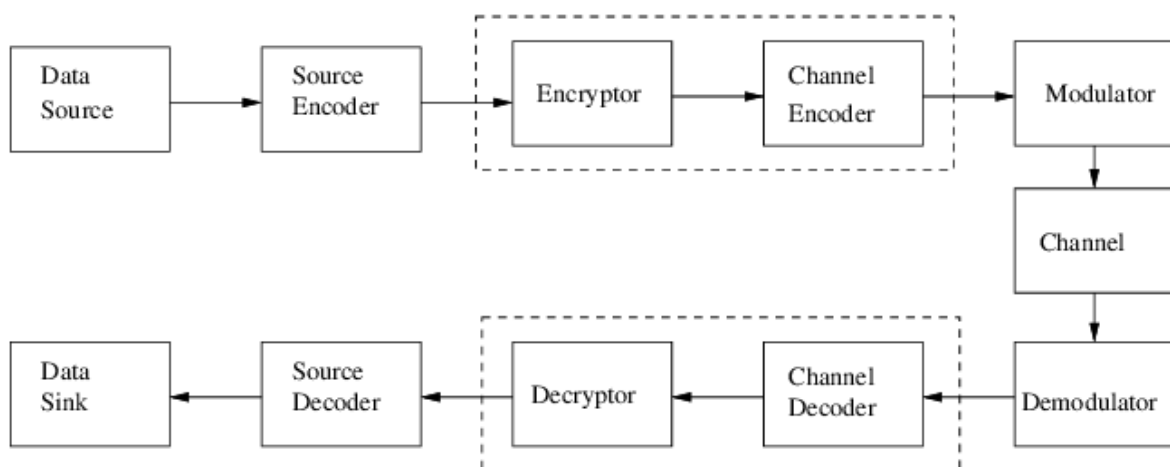 Data
Source
Source
Encoder
Encryptor
Channel
Encoder
Modulator
Channel
Data
Sink
Source
Decoder
Decryptor
Channel
Decoder
Demodulator